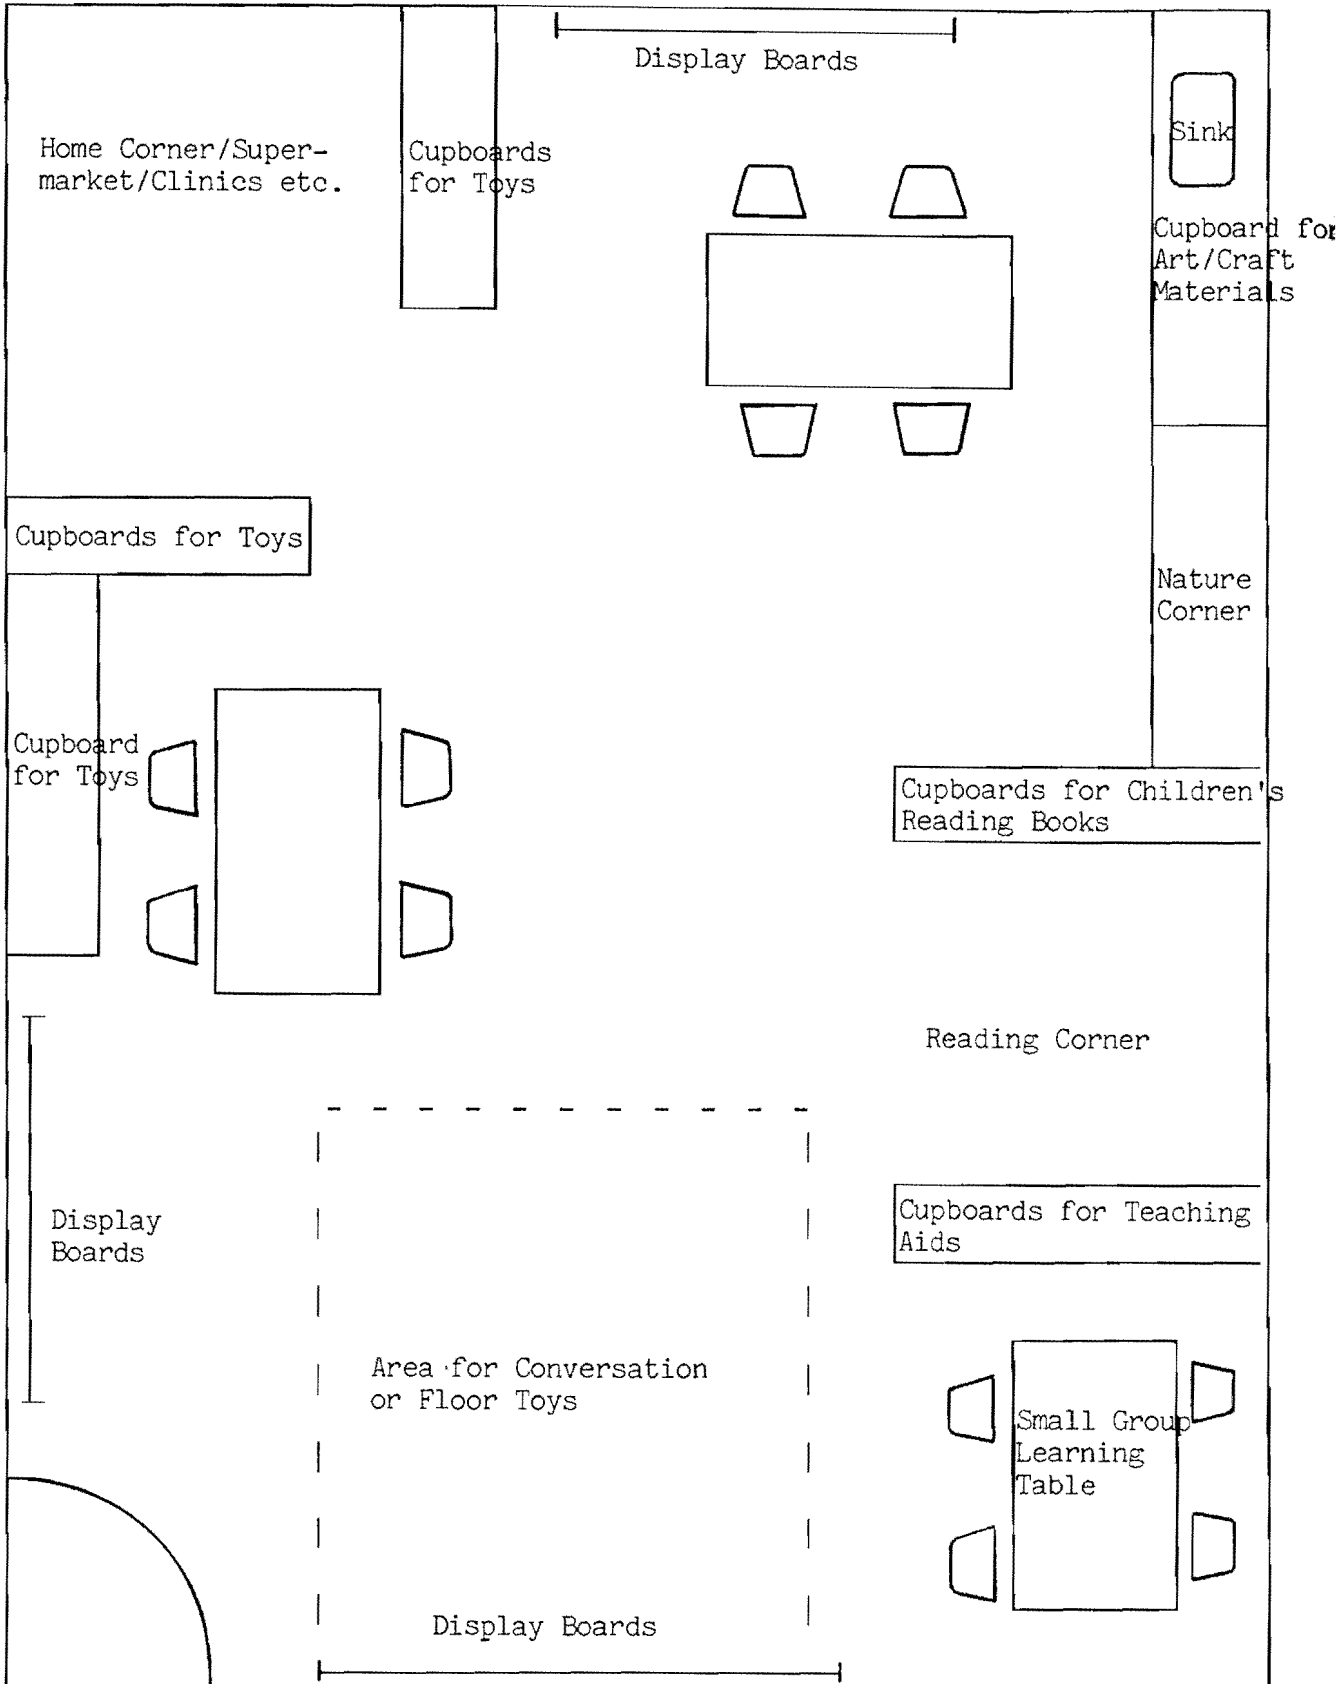 Display Boards
Sink
Home Corner/Super-
market/Clinics etc.
Cupboards
for Toys
Cupboard for
Art/Craft
Materials
Cupboards for Toys
Nature
Corner
Cupboard
for Toys
Cupboards for Children's
Reading Books
Reading Corner
Display
Boards
Cupboards for Teaching
Aids
Area for Conversation
or Floor Toys
Small Group
Learning
Table
Display Boards